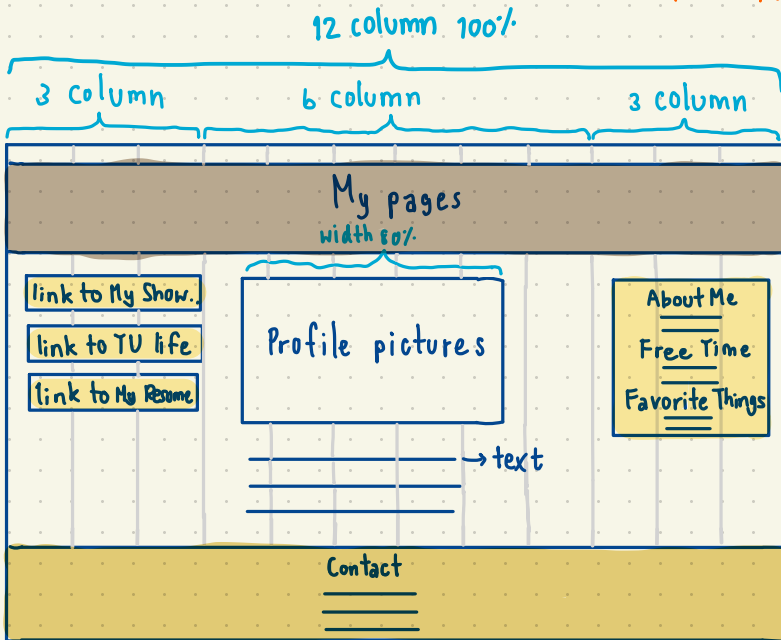 12 column 100%
3 column
6 column
3 column
My pages
width 80%
link to My Show..
link to TU life
link to My Resume
Profile pictures
→ text
About Me
Free Time
Favorite Things
Contact